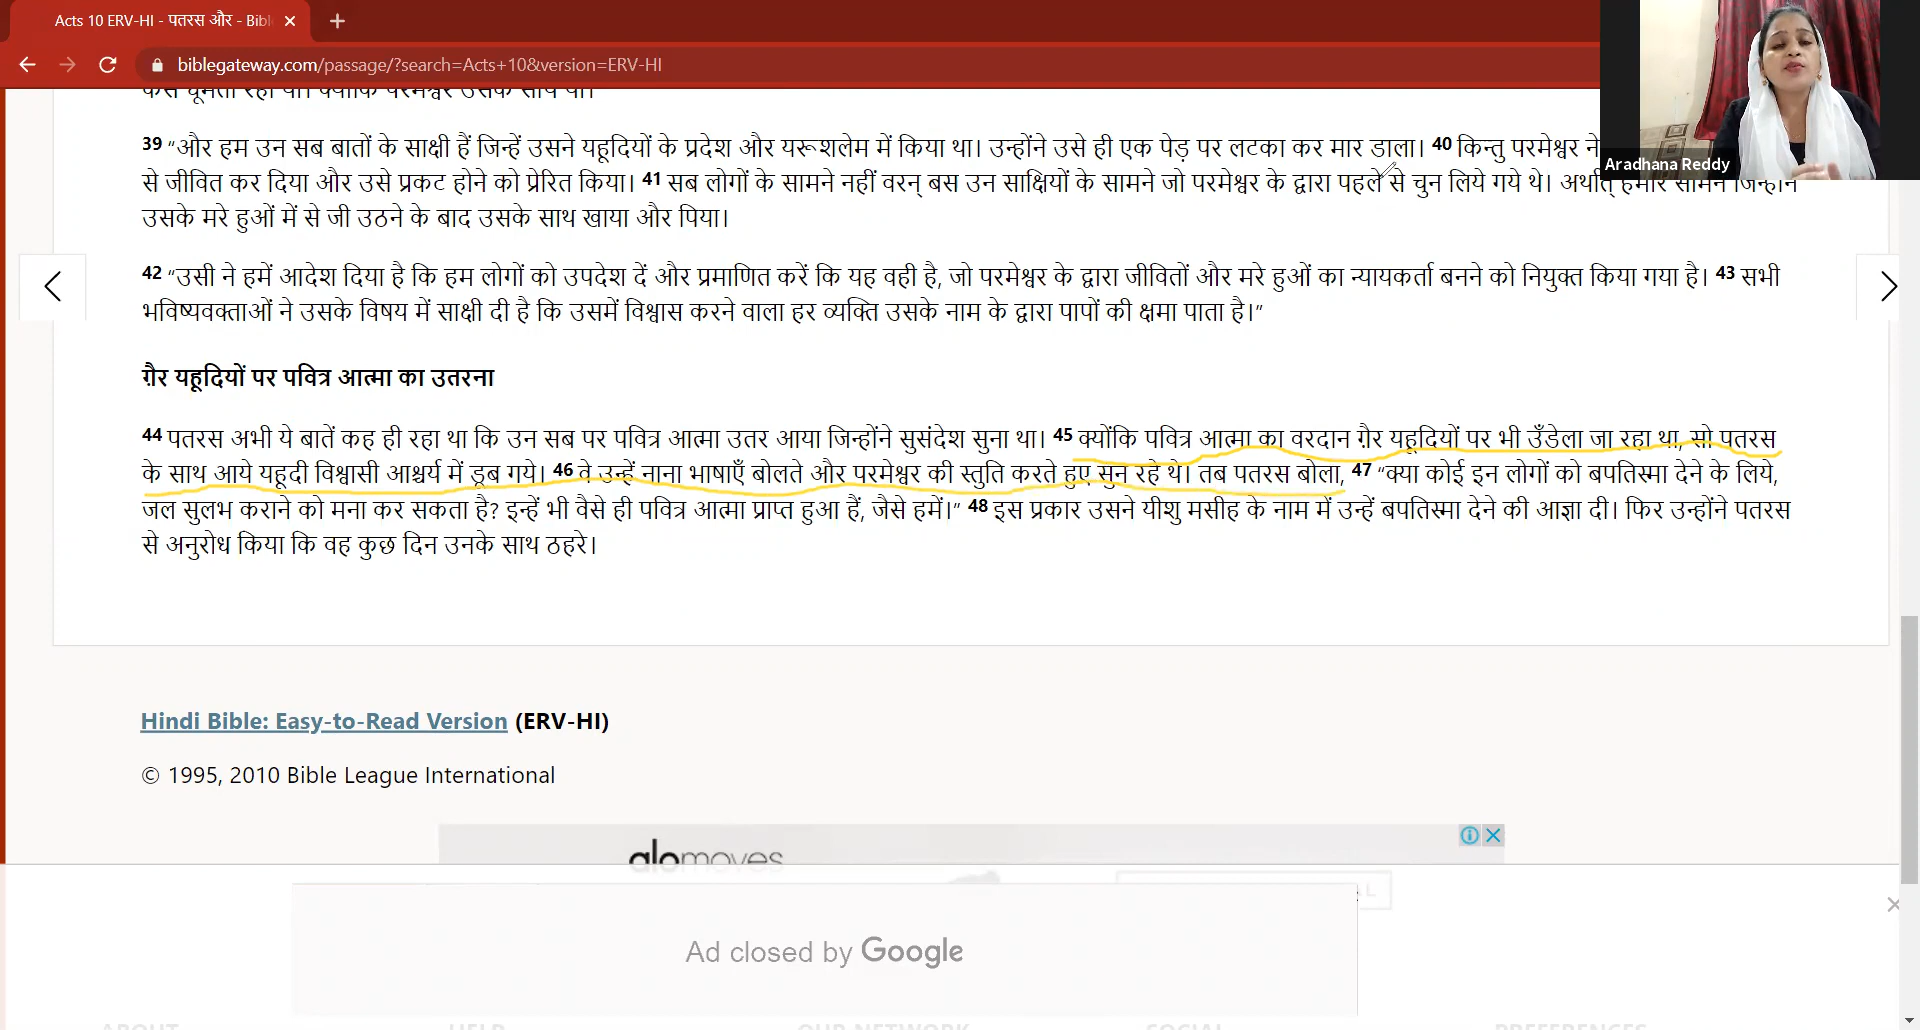 Acts 10 ERV-HI - पतरस और - Bibl
biblegateway.com/passage/?search=Acts+10&version=ERV-HI
39 “और हम उन सब बातों के साक्षी हैं जिन्हें उसने यहूदियों के प्रदेश और यरूशलेम में किया था। उन्होंने उसे ही एक पेड़ पर लटका कर मार डाला। 40 किन्तु परमेश्वर ने
से जीवित कर दिया और उसे प्रकट होने को प्रेरित किया। 41 सब लोगों के सामने नहीं वरन् बस उन साक्षियों के सामने जो परमेश्वर के द्वारा पहले से चुन लिये गये थे। अर्थात् हमारे सामने जिन्होंने
उसके मरे हुओं में से जी उठने के बाद उसके साथ खाया और पिया।
Aradhana Reddy
42 “उसी ने हमें आदेश दिया है कि हम लोगों को उपदेश दें और प्रमाणित करें कि यह वही है, जो परमेश्वर के द्वारा जीवितों और मरे हुओं का न्यायकर्ता बनने को नियुक्त किया गया है। 43 सभी
भविष्यवक्ताओं ने उसके विषय में साक्षी दी है कि उसमें विश्वास करने वाला हर व्यक्ति उसके नाम के द्वारा पापों की क्षमा पाता है।”
ग़ैर यहूदियों पर पवित्र आत्मा का उतरना
44 पतरस अभी ये बातें कह ही रहा था कि उन सब पर पवित्र आत्मा उतर आया जिन्होंने सुसंदेश सुना था। 45 क्योंकि पवित्र आत्मा का वरदान ग़ैर यहूदियों पर भी उँडेला जा रहा था, सो पतरस
के साथ आये यहूदी विश्वासी आश्चर्य में डूब गये। 46 वे उन्हें नाना भाषाएँ बोलते और परमेश्वर की स्तुति करते हुए सुन रहे थे। तब पतरस बोला, 47 “क्या कोई इन लोगों को बपतिस्मा देने के लिये,
जल सुलभ कराने को मना कर सकता है? इन्हें भी वैसे ही पवित्र आत्मा प्राप्त हुआ हैं, जैसे हमें।” 48 इस प्रकार उसने यीशु मसीह के नाम में उन्हें बपतिस्मा देने की आज्ञा दी। फिर उन्होंने पतरस
से अनुरोध किया कि वह कुछ दिन उनके साथ ठहरे।
Hindi Bible: Easy-to-Read Version (ERV-HI)
© 1995, 2010 Bible League International
alomoves
Ad closed by Google